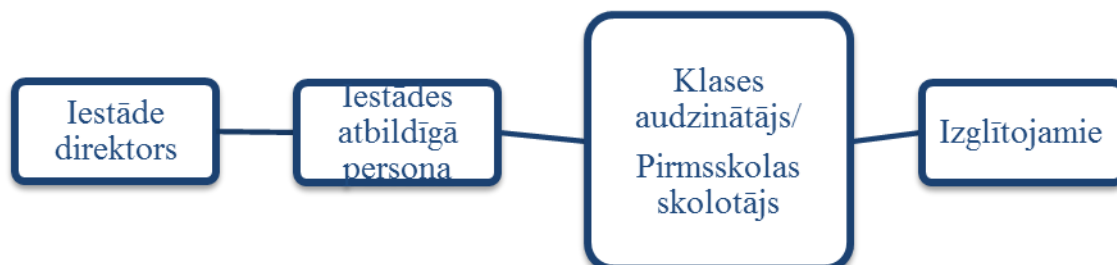 Iestāde
direktors
Iestādes
atbildīgā
persona
Klases
audzinātājs/
Pirmsskolas
skolotājs
Izglītojamie